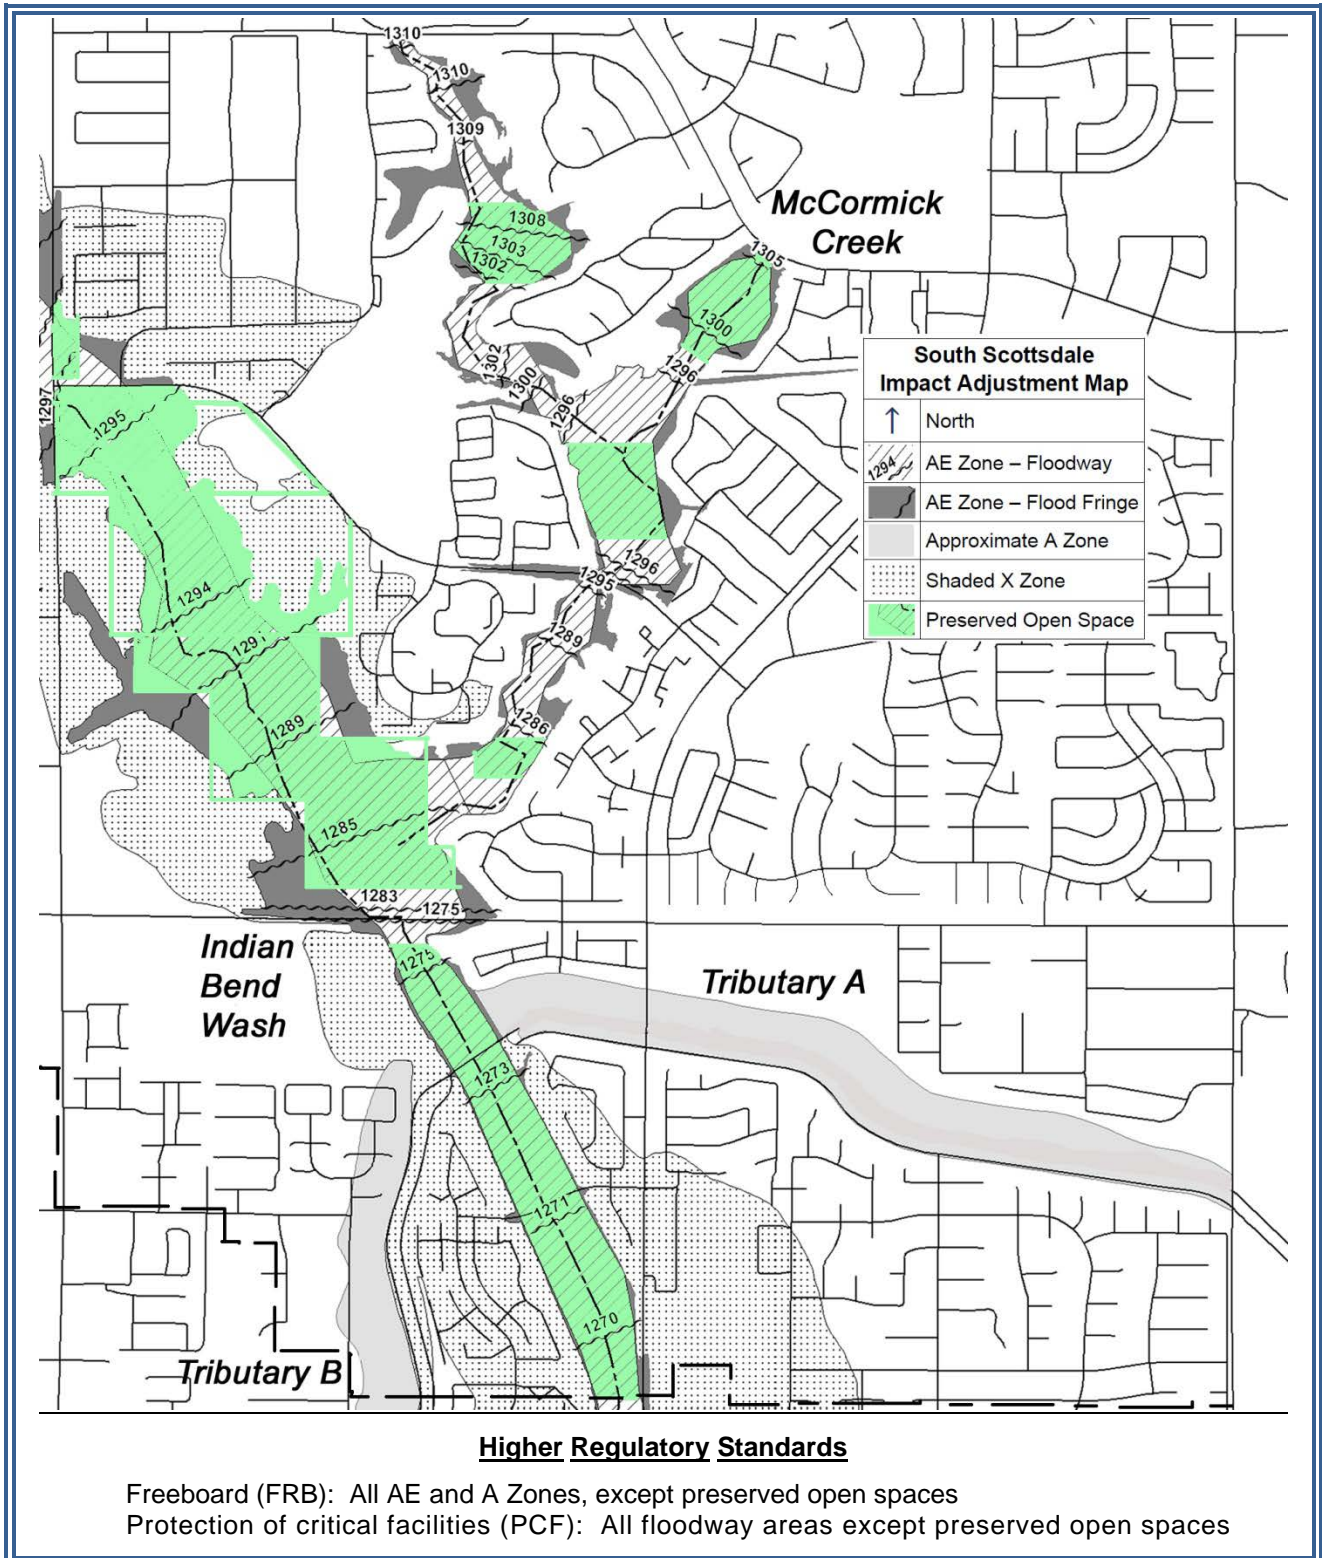 1310
1310
1309
McCormick
Creek
1308
1303
1302
1305
1300
1302
1300
1296
1296
1297
1295
South Scottsdale
Impact Adjustment Map
North
1294 AE Zone – Floodway
AE Zone – Flood Fringe
Approximate A Zone
Shaded X Zone
Preserved Open Space
1296
1295
1294
1289
1291
1286
1289
1285
1283
1275
Indian
Bend
Wash
1275
Tributary A
1273
1271
1270
Tributary B
Higher Regulatory Standards
Freeboard (FRB): All AE and A Zones, except preserved open spaces
Protection of critical facilities (PCF): All floodway areas except preserved open spaces